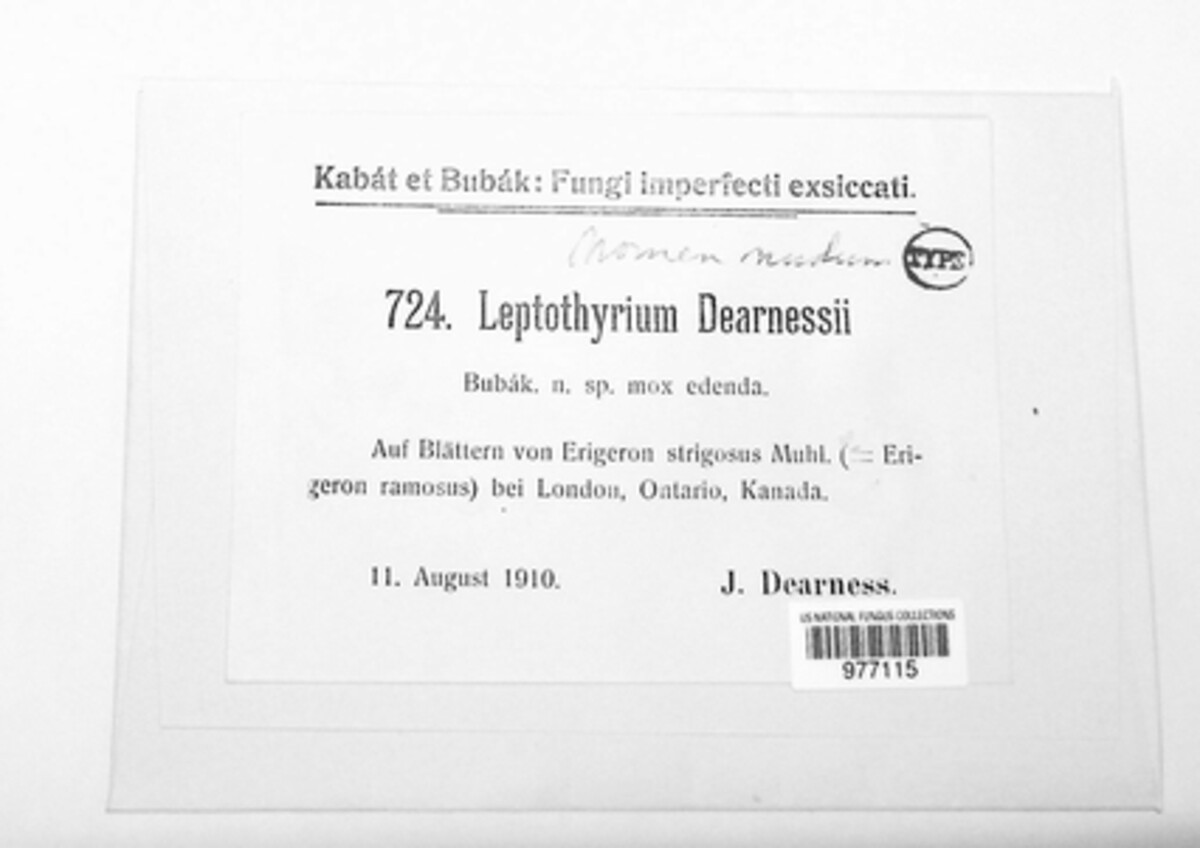 Kabát et Bubák: Fungi imperfecti exsiccati.
Nomen nudum
TYPE
724. Leptothyrium Dearnessii
Bubák. n. sp. mox edenda.
Auf Blättern von Erigeron strigosus Muhl. (= Eri-
geron ramosus) bei London, Ontario, Kanada.
11. August 1910. J. Dearness.
US NATIONAL FUNGUS COLLECTIONS
977115